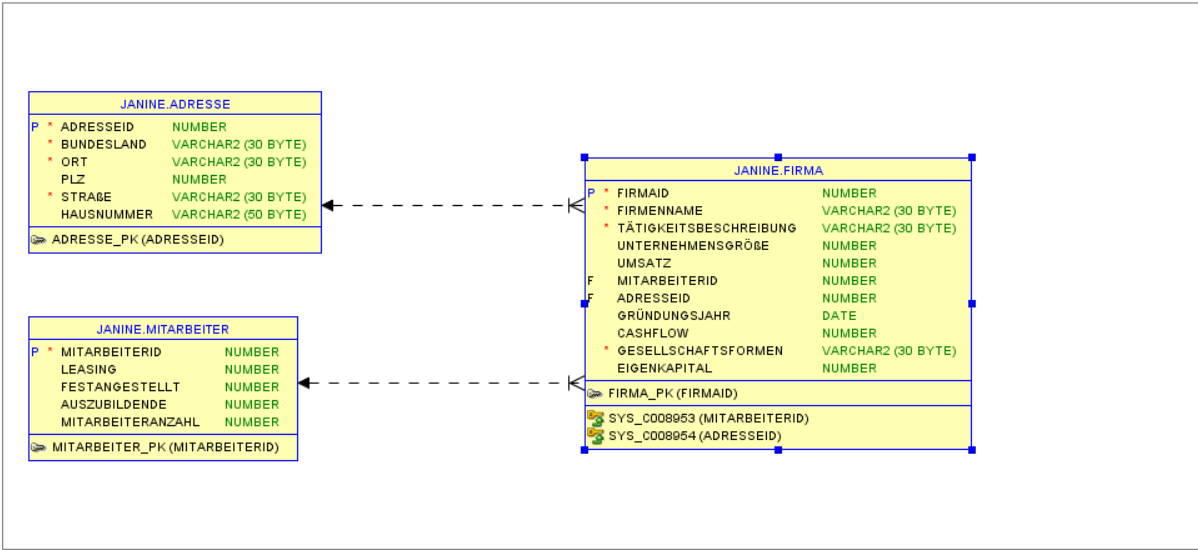 JANINE.ADRESSE
P * ADRESSEID NUMBER
* BUNDESLAND VARCHAR2 (30 BYTE)
* ORT VARCHAR2 (30 BYTE)
PLZ NUMBER
* STRAßE VARCHAR2 (30 BYTE)
HAUSNUMMER VARCHAR2 (50 BYTE)
ADRESSE_PK (ADRESSEID)
JANINE.MITARBEITER
P * MITARBEITERID NUMBER
LEASING NUMBER
FESTANGESTELLT NUMBER
AUSZUBILDENDE NUMBER
MITARBEITERANZAHL NUMBER
MITARBEITER_PK (MITARBEITERID)
JANINE.FIRMA
P * FIRMAID NUMBER
* FIRMENNAME VARCHAR2 (30 BYTE)
* TÄTIGKEITSBESCHREIBUNG VARCHAR2 (30 BYTE)
UNTERNEHMENSGRÖßE NUMBER
UMSATZ NUMBER
F MITARBEITERID NUMBER
F ADRESSEID NUMBER
GRÜNDUNGSJAHR DATE
CASHFLOW NUMBER
* GESELLSCHAFTSFORMEN VARCHAR2 (30 BYTE)
EIGENKAPITAL NUMBER
FIRMA_PK (FIRMAID)
SYS_C008953 (MITARBEITERID)
SYS_C008954 (ADRESSEID)